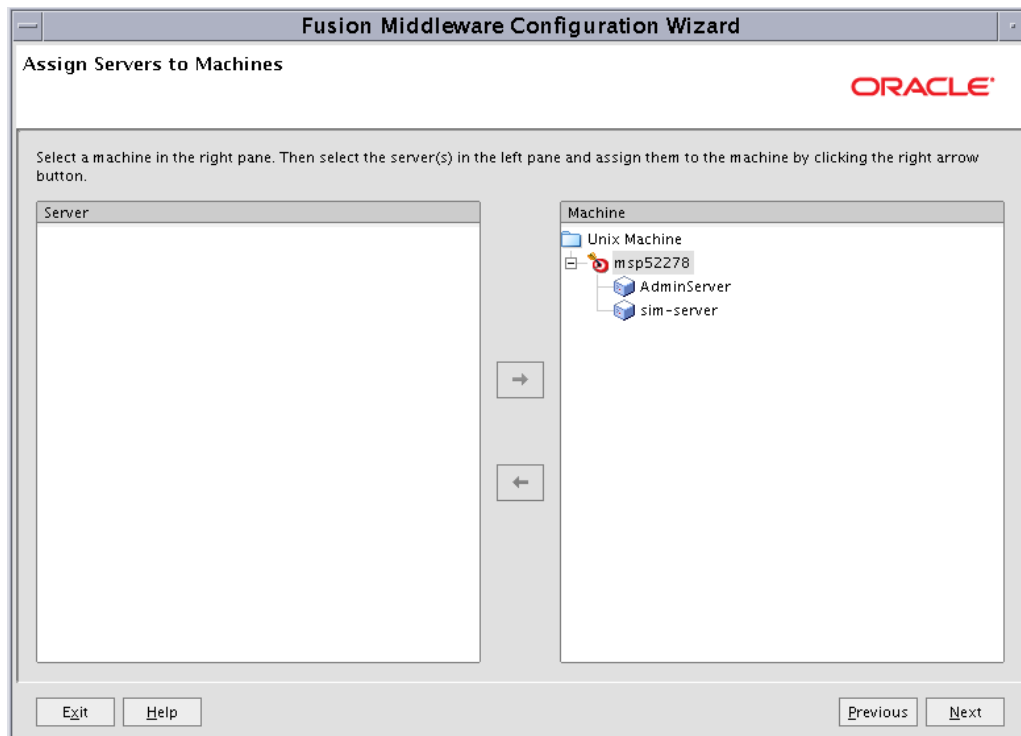 Fusion Middleware Configuration Wizard
Assign Servers to Machines
ORACLE
Select a machine in the right pane. Then select the server(s) in the left pane and assign them to the machine by clicking the right arrow
button.
Server
Machine
Unix Machine
msp52278
AdminServer
sim-server
Exit
Help
Previous
Next